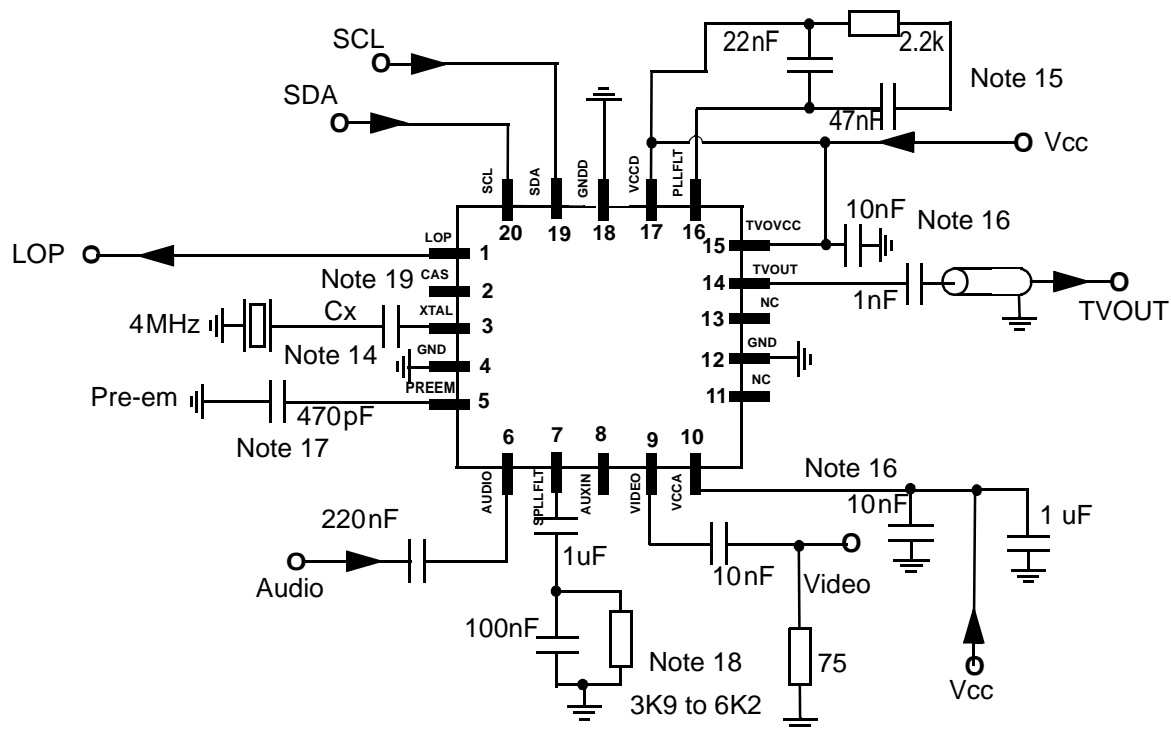 SCL
22nF
2.2k
SDA
Note 15
47nF
Vcc
SCL
SDA
GNDD
VCCD
PLLFLT
20
19
18
17
16
TVOVCC
10nF
Note 16
15
LOP
LOP
1
Note 19
CAS
2
TVOUT
14
1nF
TVOUT
4MHz
Cx
XTAL
3
NC
13
Note 14
GND
4
GND
12
Pre-em
470pF
PREEM
5
NC
11
Note 17
6
7
8
9
10
AUDIO
SPLLFLT
AUXIN
VIDEO
VCCA
Note 16
10nF
1 uF
220nF
Audio
1uF
10nF
Video
100nF
Note 18
3K9 to 6K2
75
Vcc